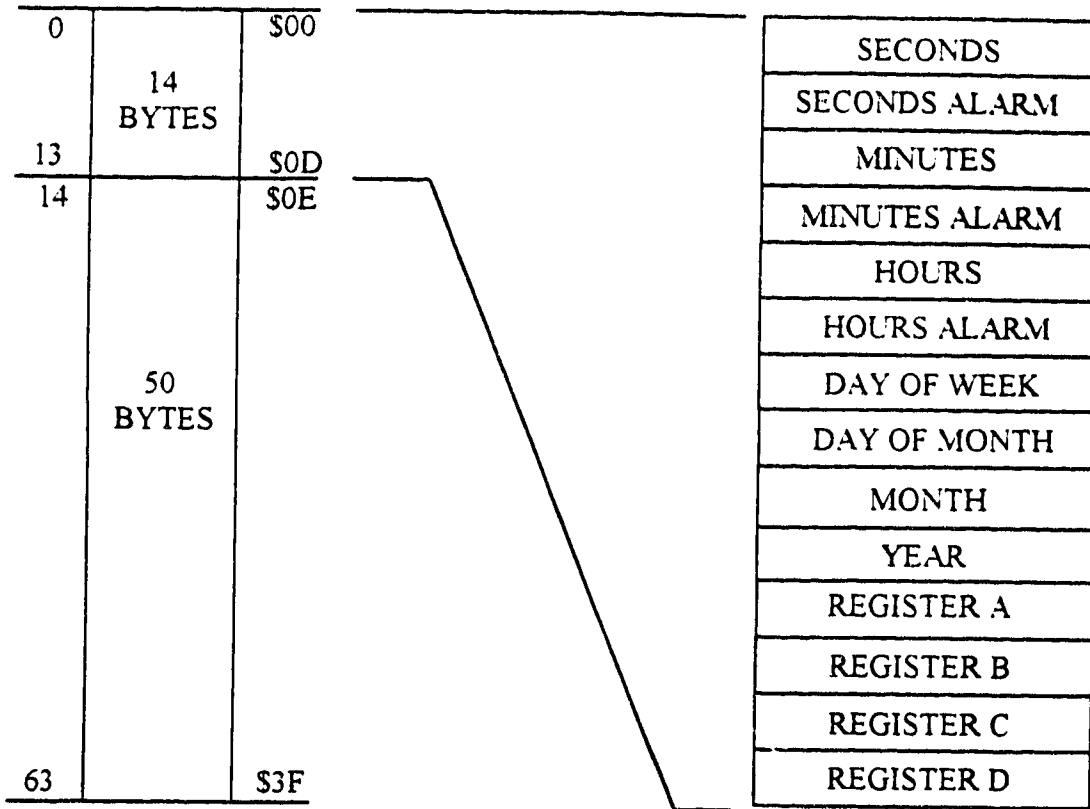 0
$00
14
BYTES
13
$0D
14
$0E
50
BYTES
63
$3F
SECONDS
SECONDS ALARM
MINUTES
MINUTES ALARM
HOURS
HOURS ALARM
DAY OF WEEK
DAY OF MONTH
MONTH
YEAR
REGISTER A
REGISTER B
REGISTER C
REGISTER D